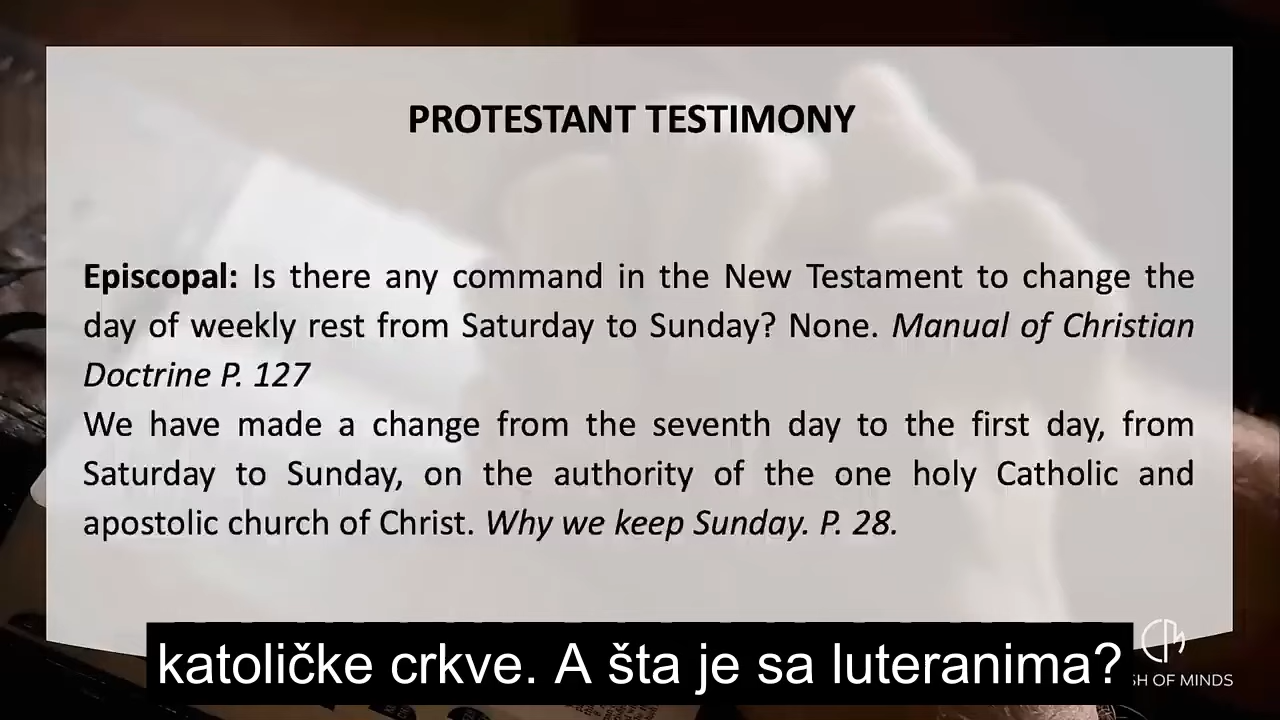 PROTESTANT TESTIMONY
Episcopal: Is there any command in the New Testament to change the
day of weekly rest from Saturday to Sunday? None. Manual of Christian
Doctrine P. 127
We have made a change from the seventh day to the first day, from
Saturday to Sunday, on the authority of the one holy Catholic and
apostolic church of Christ. Why we keep Sunday. P. 28.
katoličke crkve. A šta je sa luteranima?
SH OF MINDS